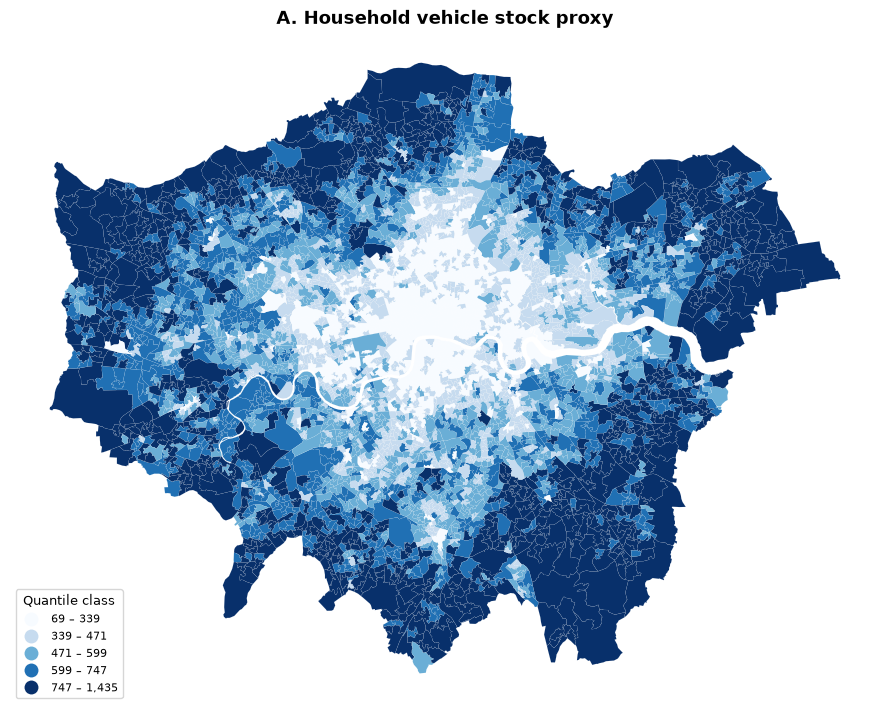 A. Household vehicle stock proxy
Quantile class
69 – 339
339 – 471
471 – 599
599 – 747
747 – 1,435